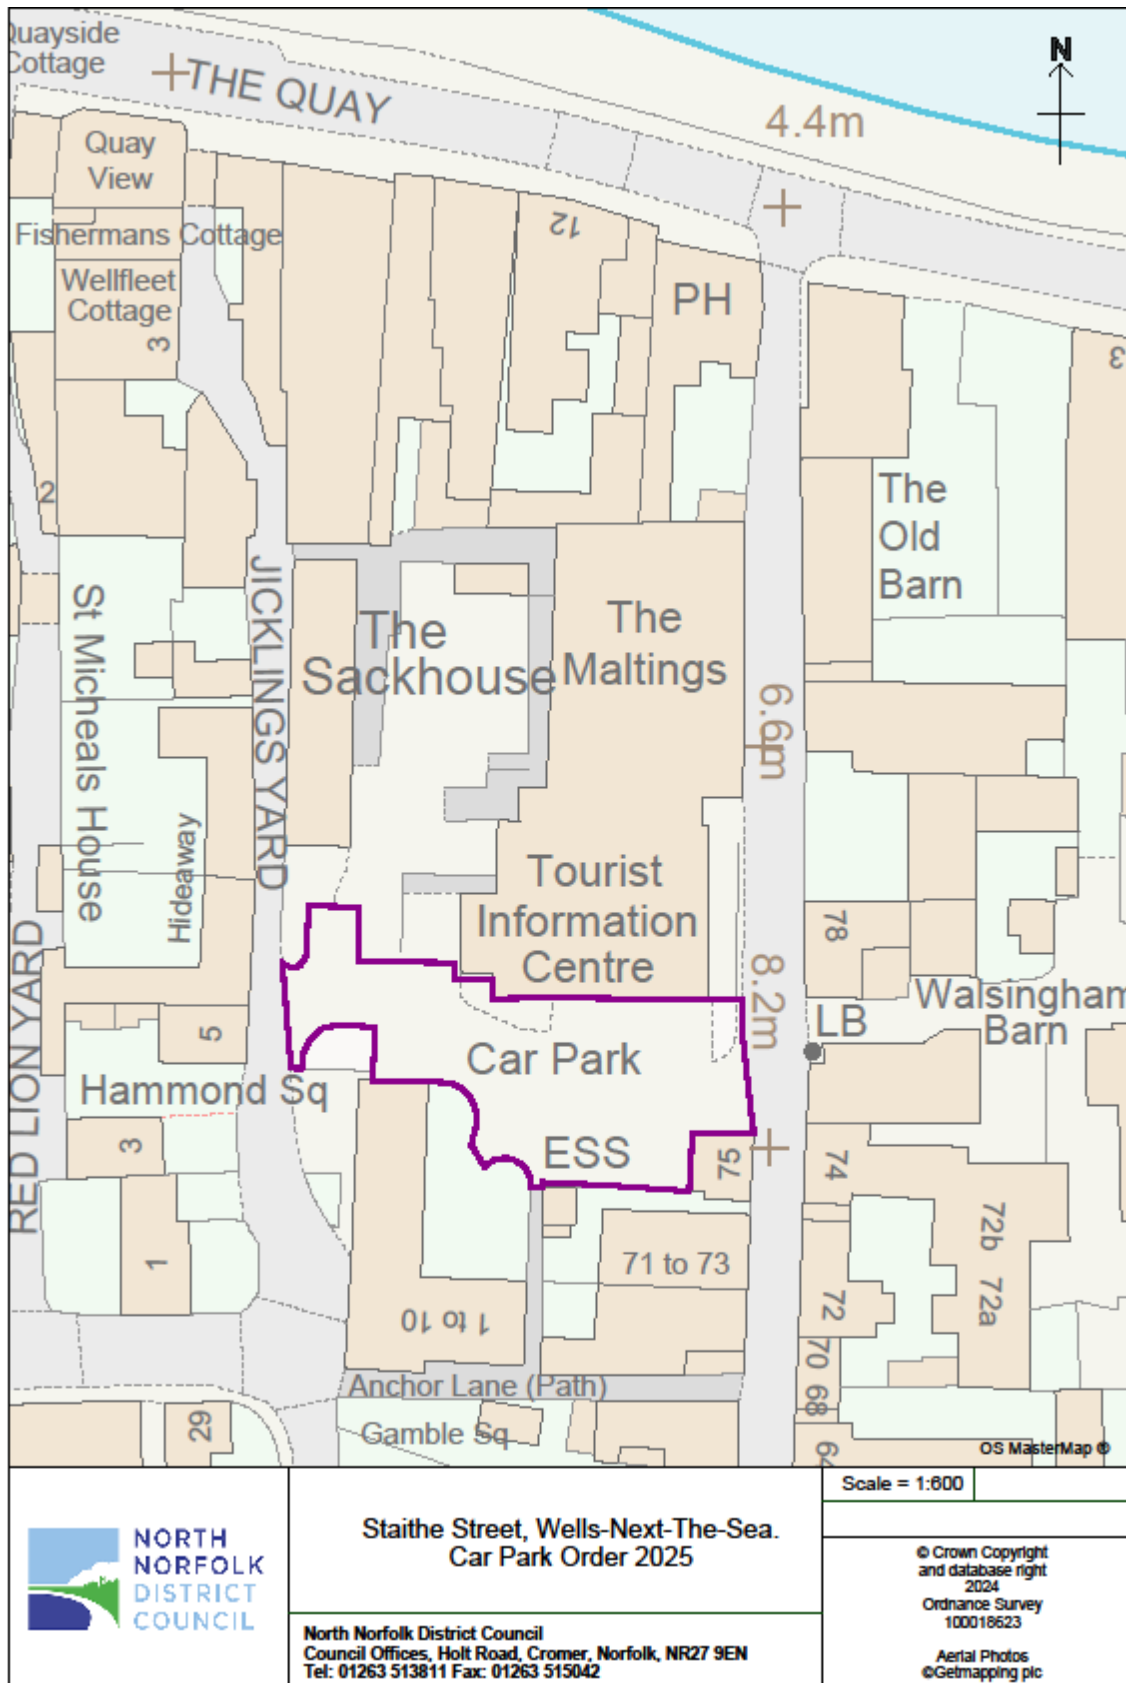 Quayside
Cottage
THE QUAY
N
4.4m
Quay
View
Fishermans Cottage
Wellfleet
Cottage
3
12
PH
3
2
The
Old
Barn
JICKLINGS YARD
St Micheals House
The
Sackhouse
The
Maltings
6.6m
Hideaway
Tourist
Information
Centre
78
8.2m
Walsingham
Barn
LB
RED LION YARD
5
Car Park
Hammond Sq
3
ESS
75
74
1
71 to 73
72b
72a
72
1 to 10
70
68
Anchor Lane (Path)
29
Gamble Sq
64
OS MasterMap ®
NORTH
NORFOLK
DISTRICT
COUNCIL
Staithe Street, Wells-Next-The-Sea.
Car Park Order 2025
North Norfolk District Council
Council Offices, Holt Road, Cromer, Norfolk, NR27 9EN
Tel: 01263 513811 Fax: 01263 515042
Scale = 1:600
© Crown Copyright
and database right
2024
Ordnance Survey
100018623
Aerial Photos
©Getmapping plc